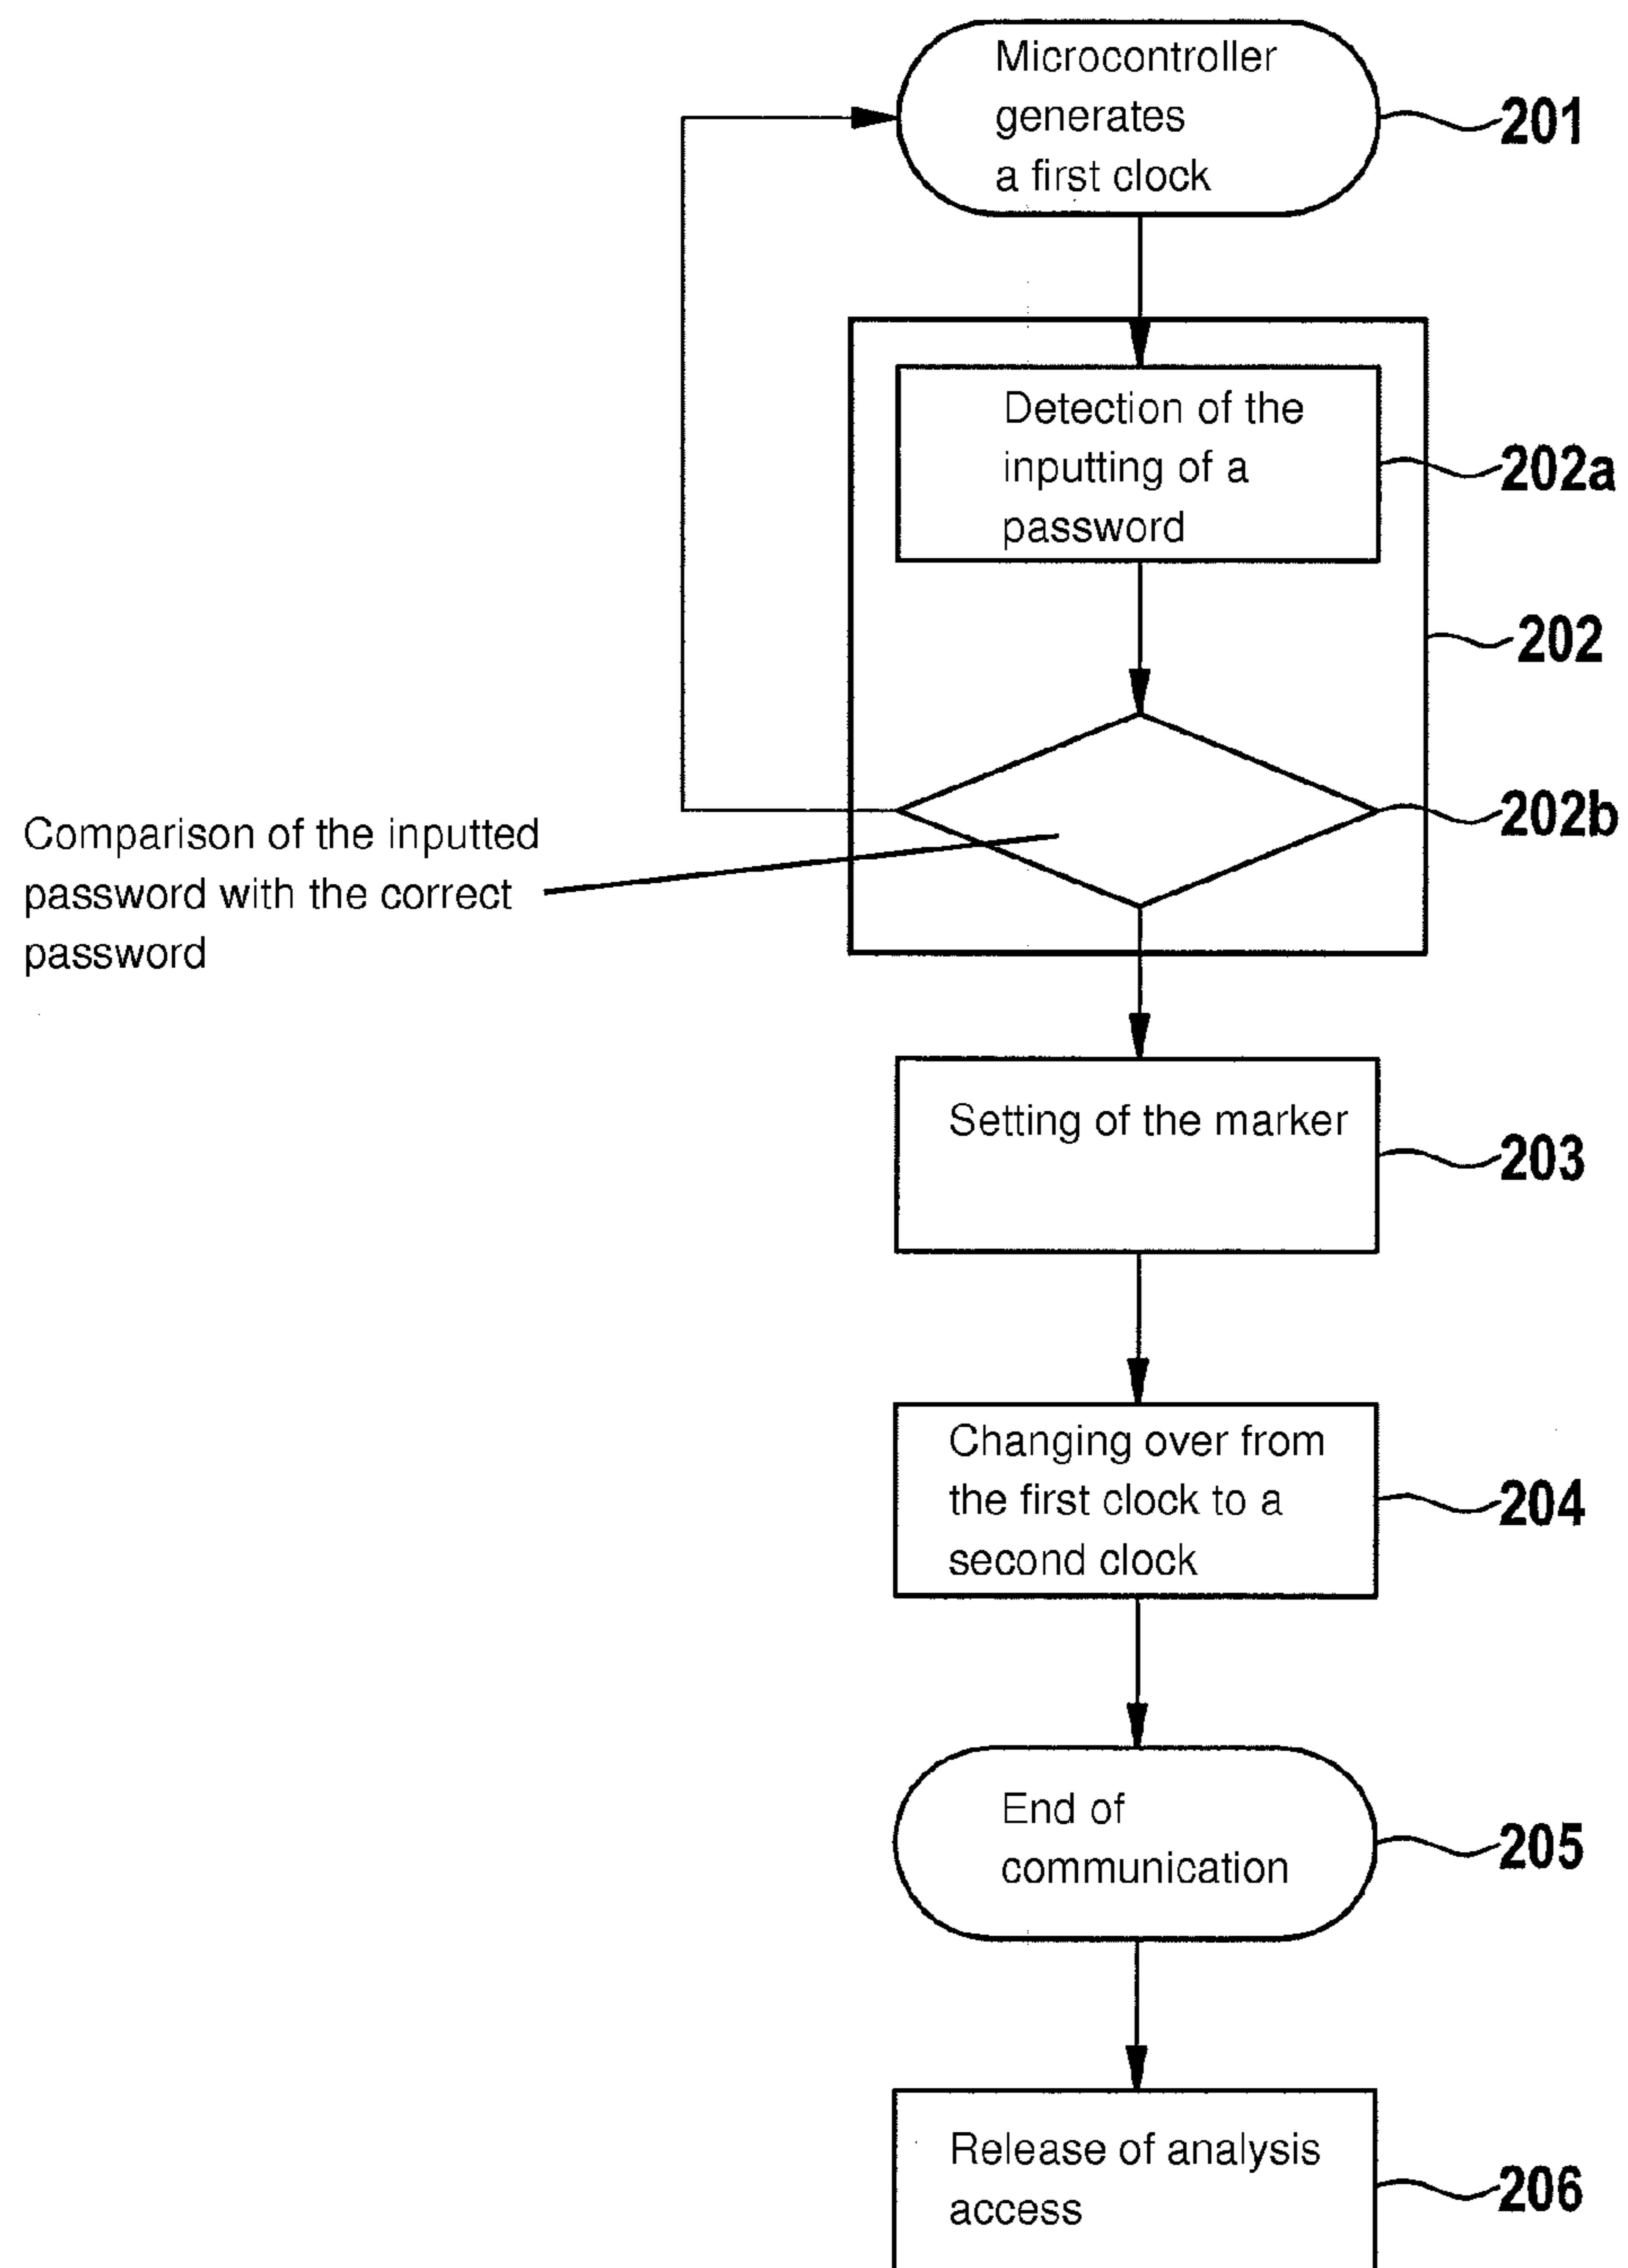 Microcontroller
generates
a first clock
201
Detection of the
inputting of a
password
202a
202
202b
Comparison of the inputted
password with the correct
password
Setting of the marker
203
Changing over from
the first clock to a
second clock
204
End of
communication
205
Release of analysis
access
206